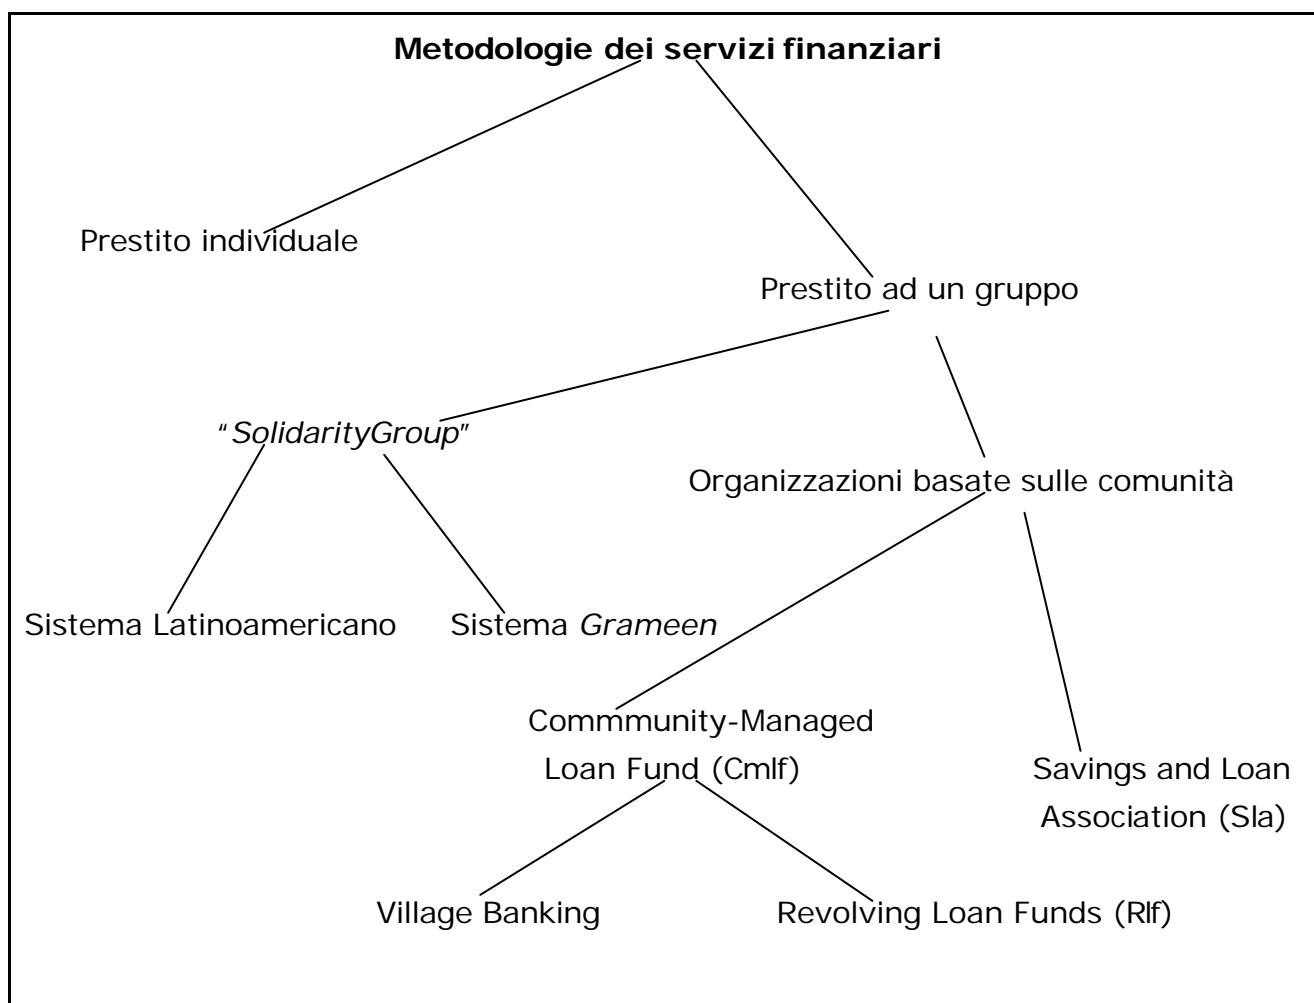 Metodologie dei servizi finanziari
Prestito individuale
Prestito ad un gruppo
“SolidarityGroup”
Organizzazioni basate sulle comunità
Sistema Latinoamericano
Sistema Grameen
Commmunity-Managed
Loan Fund (Cmlf)
Savings and Loan
Association (Sla)
Village Banking
Revolving Loan Funds (Rlf)